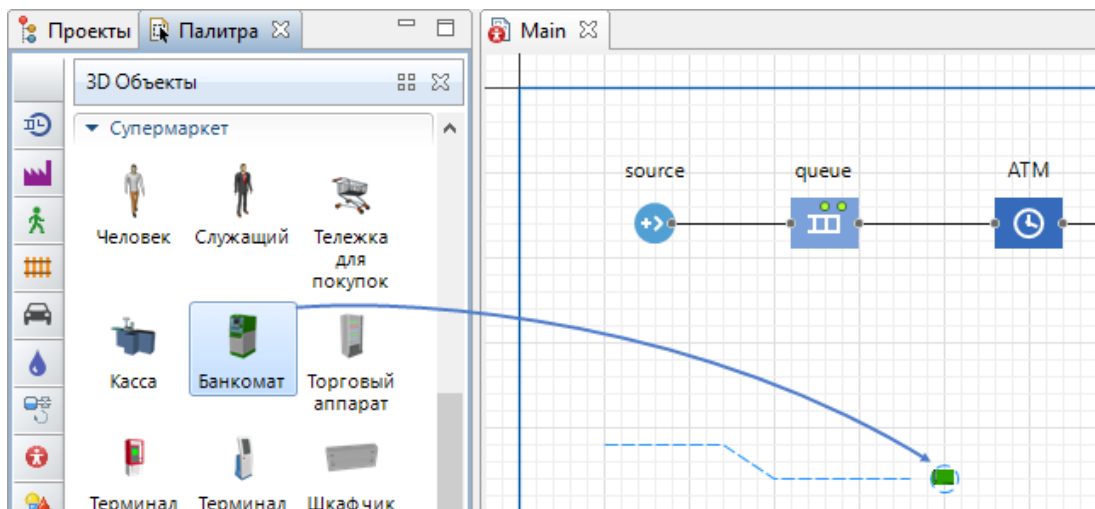 Проекты Палитра
Main
3D Объекты
Супермаркет
Человек Служащий Тележка
для
покупок
Касса Банкомат Торговый
аппарат
Терминал Терминал Шкафчик
source queue ATM